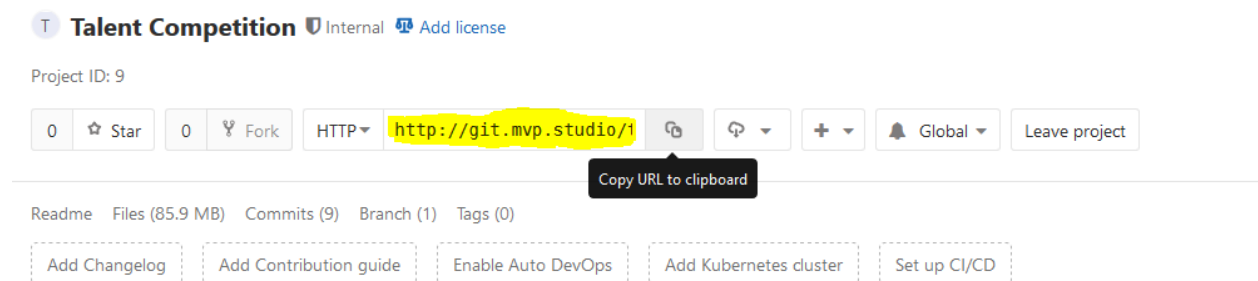 T Talent Competition Internal Add license
Project ID: 9
0 Star 0 Fork HTTP http://git.mvp.studio/ Global Leave project
Copy URL to clipboard
Readme Files (85.9 MB) Commits (9) Branch (1) Tags (0)
Add Changelog Add Contribution guide Enable Auto DevOps Add Kubernetes cluster Set up CI/CD